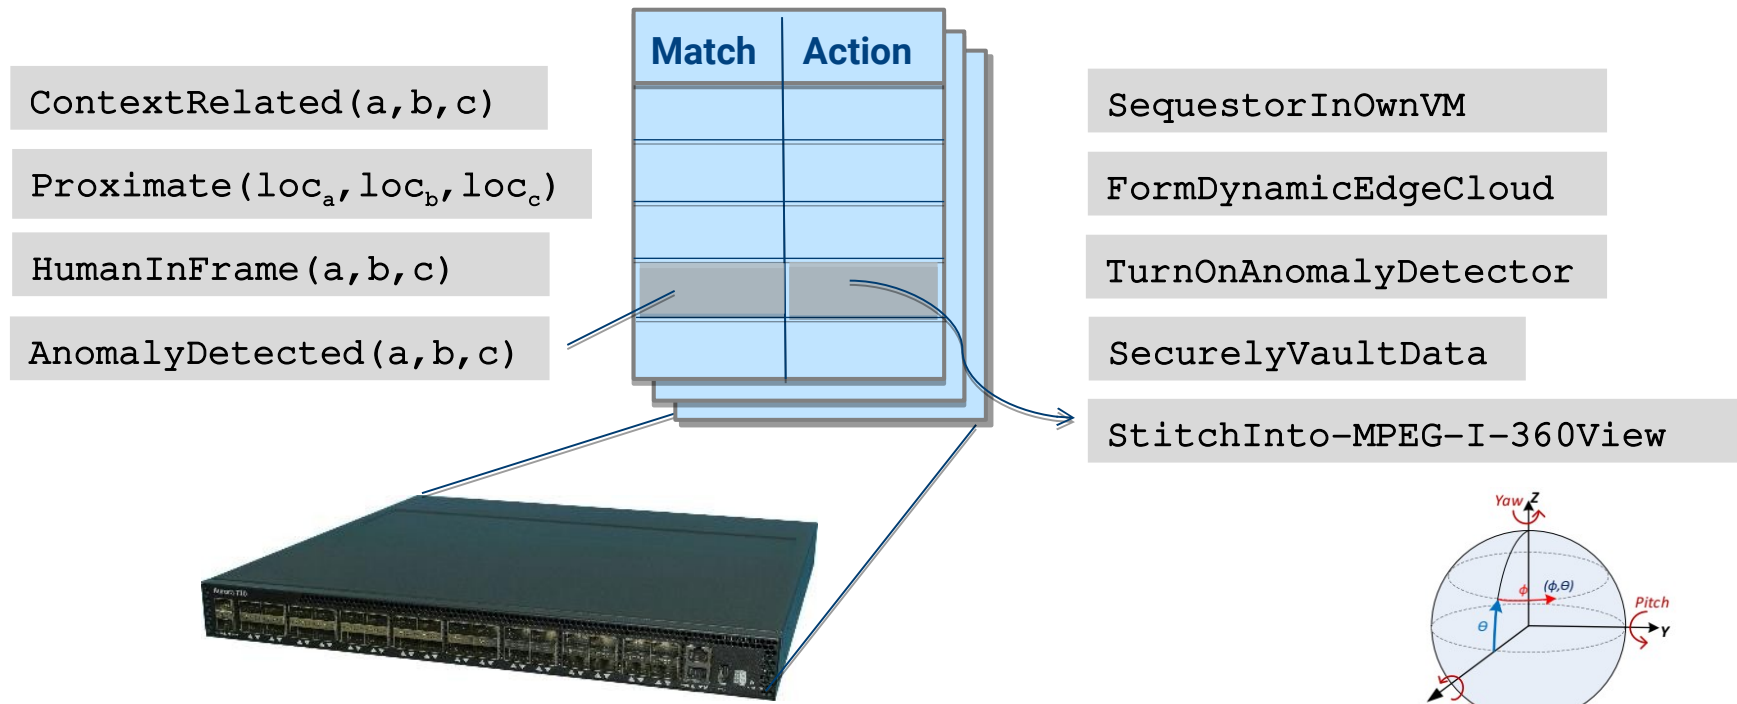 Match Action
ContextRelated(a,b,c)
Proximate(loca,locb,locc)
HumanInFrame(a,b,c)
AnomalyDetected(a,b,c)
SequestorInOwnVM
FormDynamicEdgeCloud
TurnOnAnomalyDetector
SecurelyVaultData
StitchInto-MPEG-I-360View
Yaw Z
ϕ (ϕ,Θ)
Θ
Pitch
Y